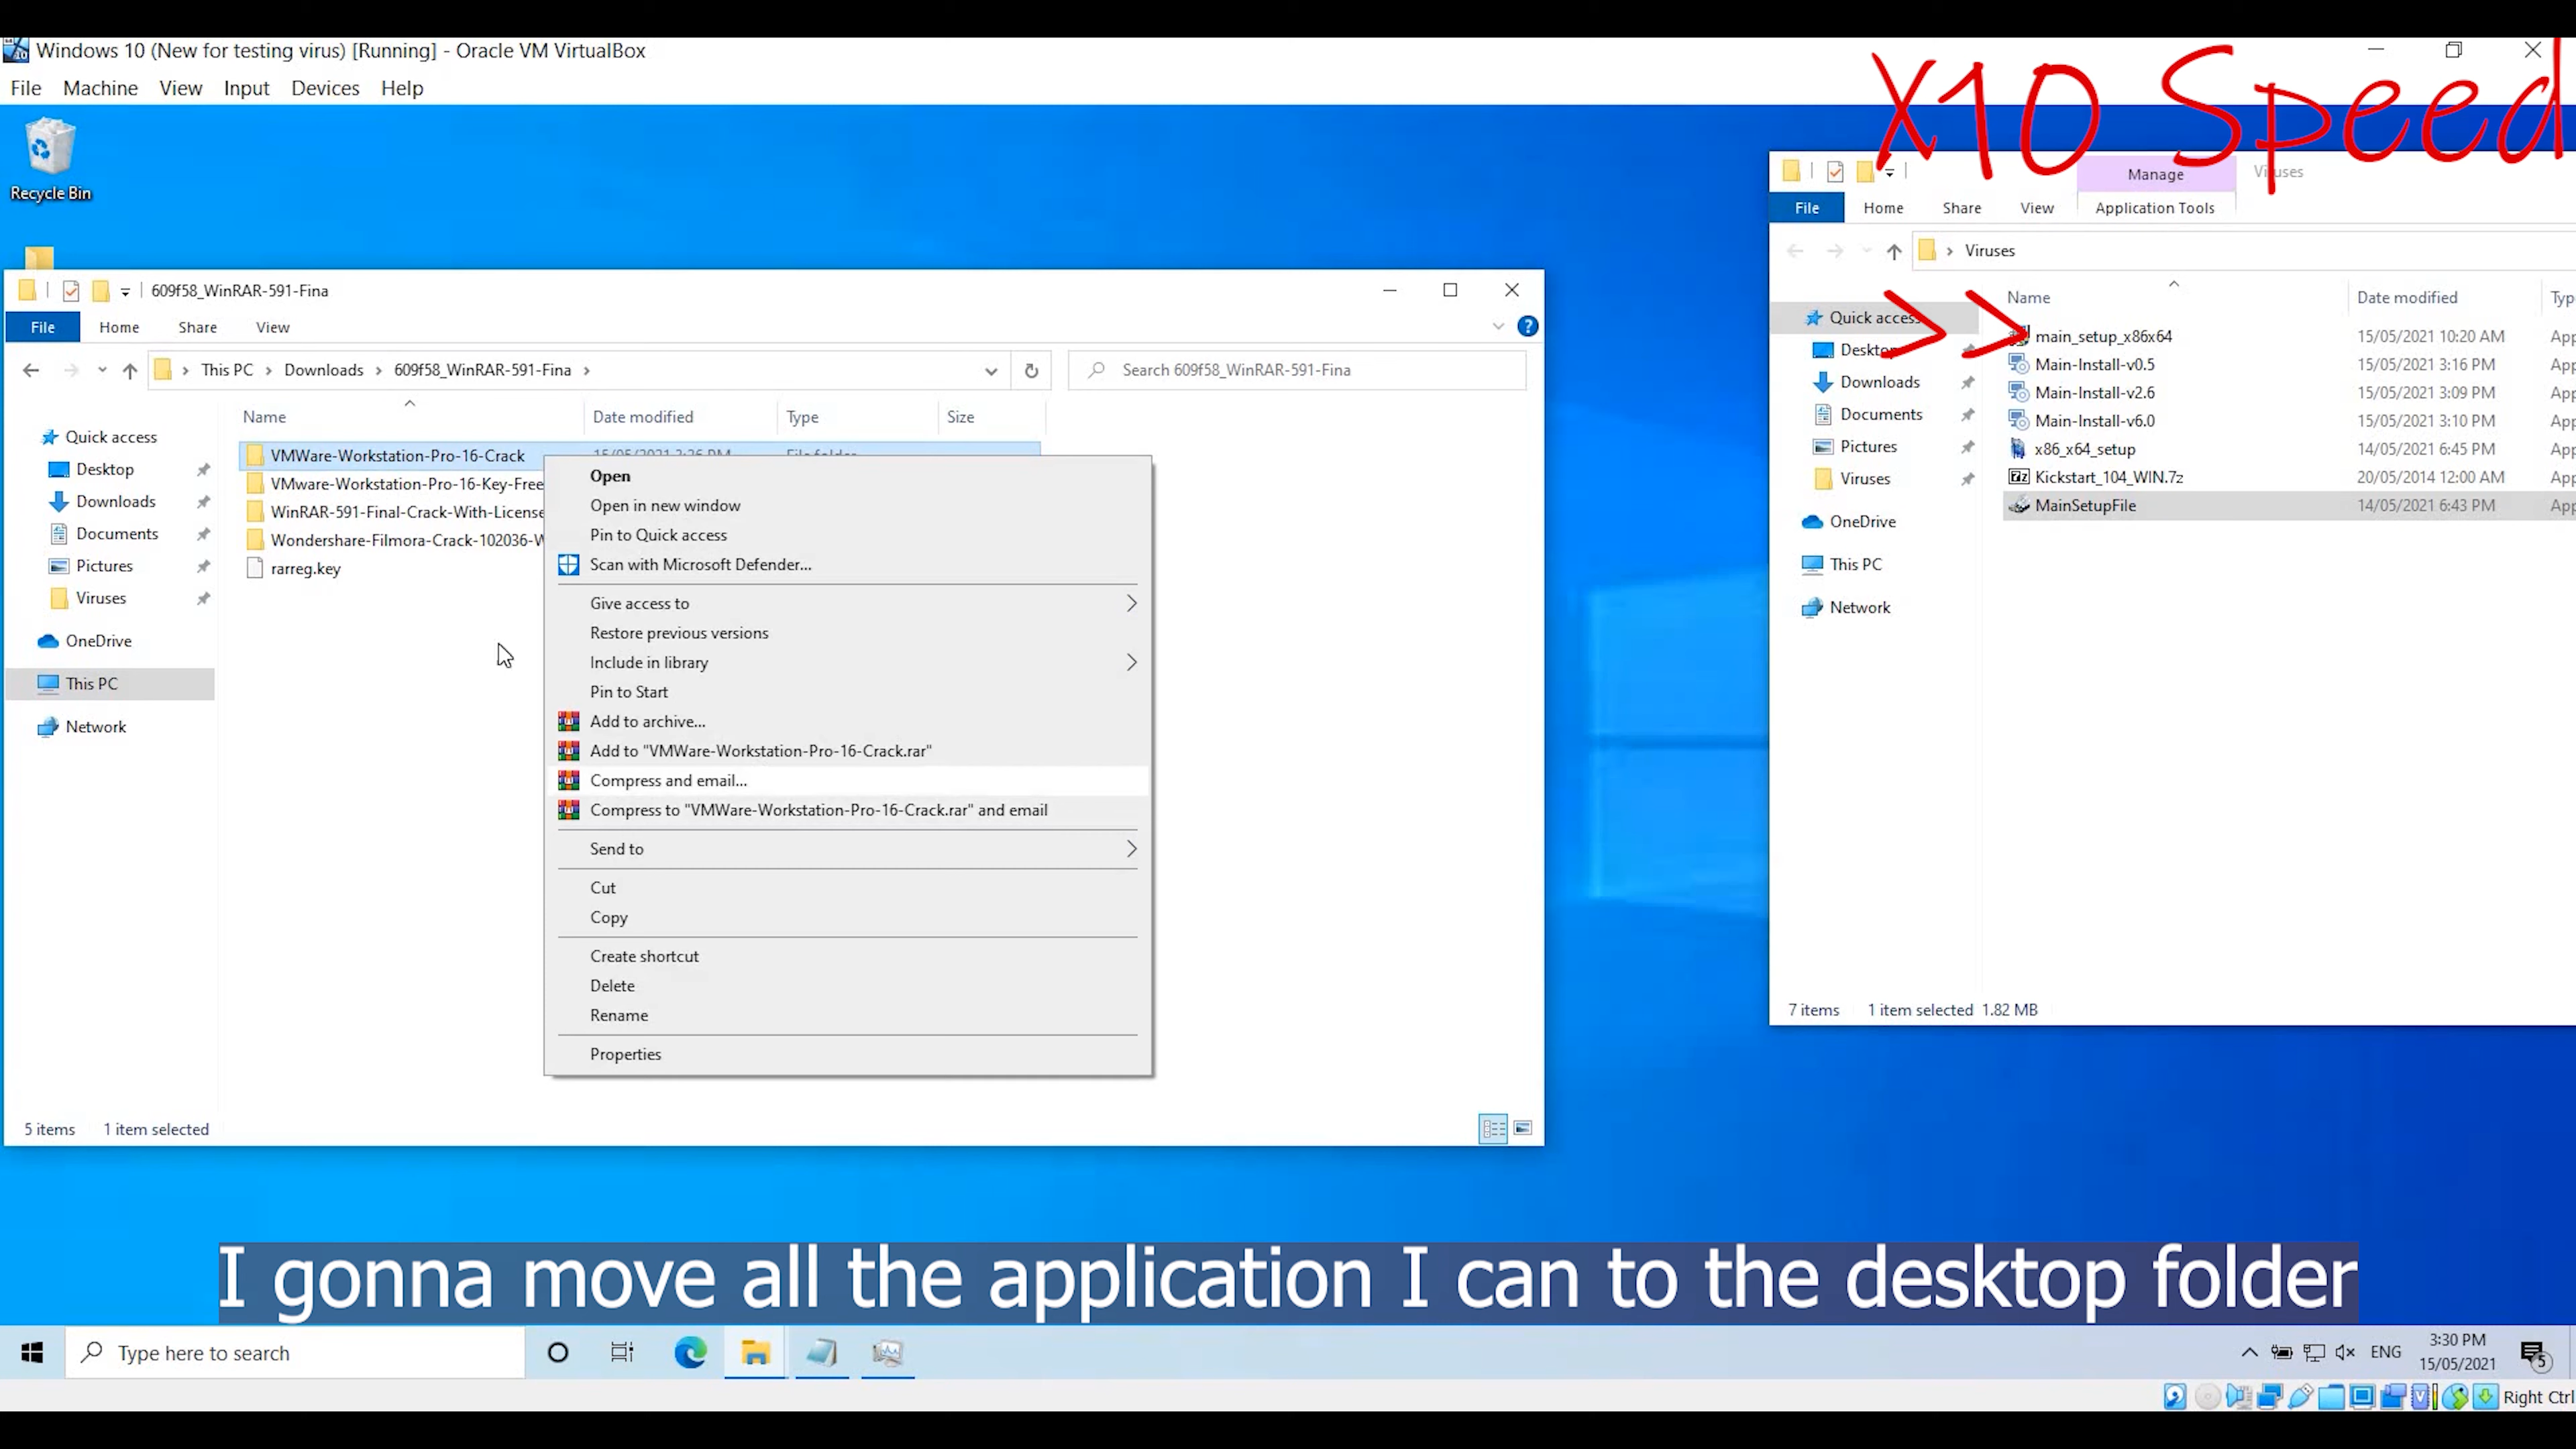 Windows 10 (New for testing virus) [Running] - Oracle VM VirtualBox
File Machine View Input Devices Help
X10 Speed
Recycle Bin
609f58_WinRAR-591-Fina
File Home Share View
This PC > Downloads > 609f58_WinRAR-591-Fina >
Search 609f58_WinRAR-591-Fina
Name Date modified Type Size
Quick access
Desktop
Downloads
Documents
Pictures
Viruses
OneDrive
This PC
Network
VMWare-Workstation-Pro-16-Crack
VMware-Workstation-Pro-16-Key-Free
WinRAR-591-Final-Crack-With-License
Wondershare-Filmora-Crack-102036-W
rarreg.key
Open
Open in new window
Pin to Quick access
Scan with Microsoft Defender...
Give access to
Restore previous versions
Include in library
Pin to Start
Add to archive...
Add to "VMWare-Workstation-Pro-16-Crack.rar"
Compress and email...
Compress to "VMWare-Workstation-Pro-16-Crack.rar" and email
Send to
Cut
Copy
Create shortcut
Delete
Rename
Properties
5 items 1 item selected
Manage Viruses
File Home Share View Application Tools
> Viruses
Name Date modified Typ
Quick access
Desktop
Downloads
Documents
Pictures
Viruses
OneDrive
This PC
Network
main_setup_x86x64 15/05/2021 10:20 AM App
Main-Install-v0.5 15/05/2021 3:16 PM App
Main-Install-v2.6 15/05/2021 3:09 PM App
Main-Install-v6.0 15/05/2021 3:10 PM App
x86_x64_setup 14/05/2021 6:45 PM App
Kickstart_104_WIN.7z 20/05/2014 12:00 AM App
MainSetupFile 14/05/2021 6:43 PM App
7 items 1 item selected 1.82 MB
I gonna move all the application I can to the desktop folder
Type here to search
ENG
3:30 PM
15/05/2021
5
Right Ctrl